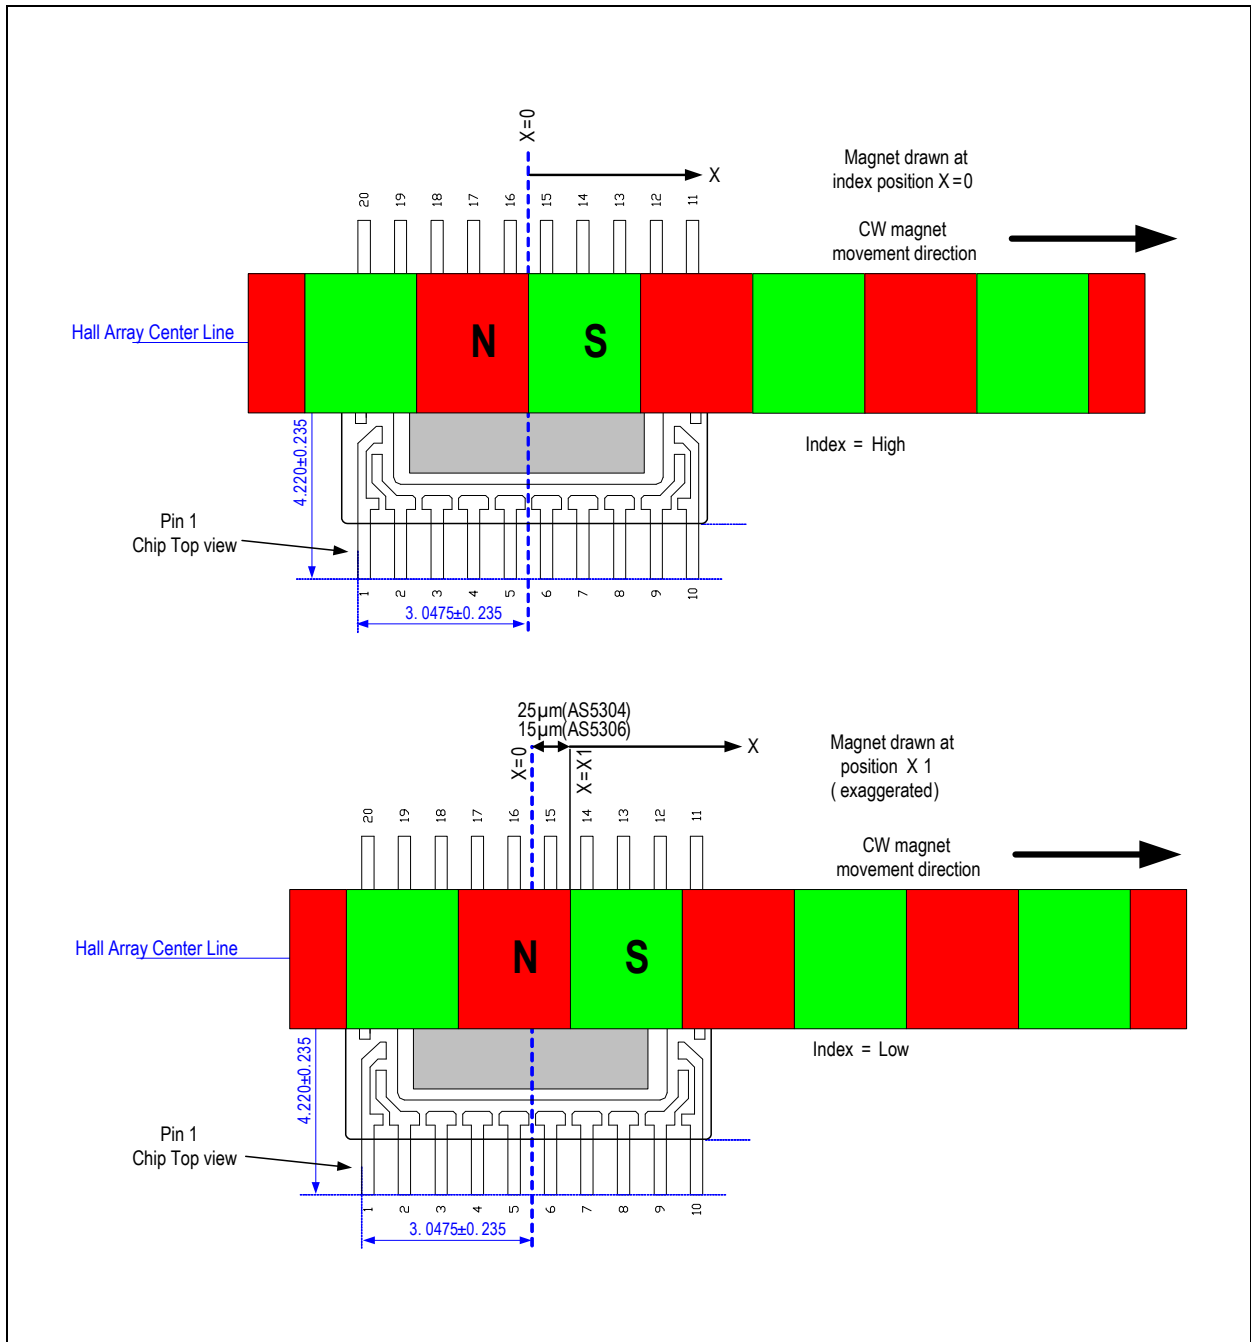 X=0
X
Magnet drawn at
index position X=0
20 19 18 17 16 15 14 13 12 11
CW magnet
movement direction
Hall Array Center Line
N S
Index = High
4.220±0.235
Pin 1
Chip Top view
1 2 3 4 5 6 7 8 9 10
3.0475±0.235
25µm(AS5304)
15µm(AS5306)
X=0
X=X1
X
Magnet drawn at
position X 1
( exaggerated)
20 19 18 17 16 15 14 13 12 11
CW magnet
movement direction
Hall Array Center Line
N S
Index = Low
4.220±0.235
Pin 1
Chip Top view
1 2 3 4 5 6 7 8 9 10
3.0475±0.235